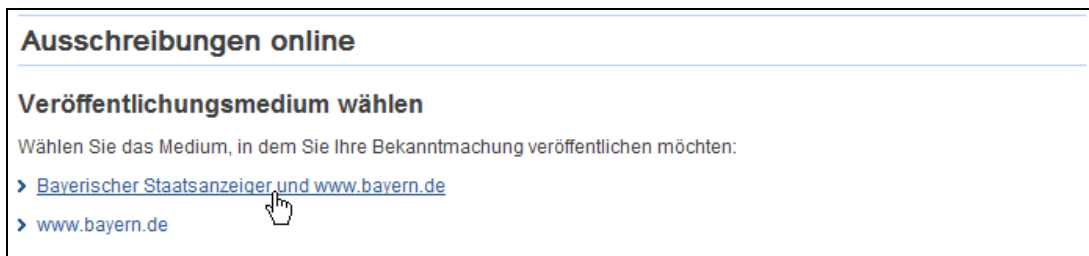 Ausschreibungen online
Veröffentlichungsmedium wählen
Wählen Sie das Medium, in dem Sie Ihre Bekanntmachung veröffentlichen möchten:
Bayerischer Staatsanzeiger und www.bayern.de
www.bayern.de